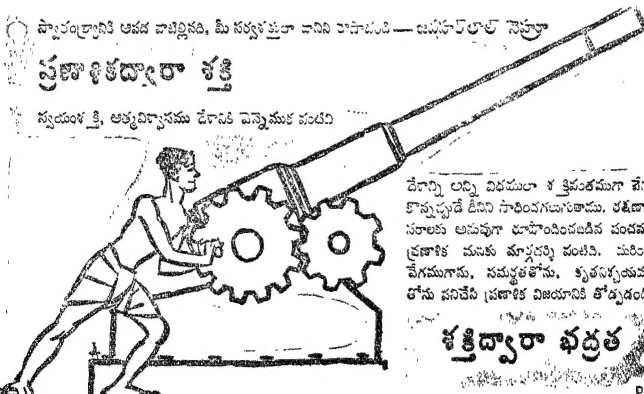 స్వాతంత్ర్యానికి ఆపద వాటిల్లినది, మీ సర్వశక్తులా దానిని కాపాడండి — జవహర్‌లాల్ నెహ్రూ
ప్రణాళికద్వారా శక్తి
స్వయంశక్తి, ఆత్మవిశ్వాసము దేశానికి వెన్నెముక వంటివి
దేశాన్ని అన్ని విధములా శక్తివంతముగా
కొన్నప్పుడే దీనిని సాధించగలుగుతాము. రక్షణా
సరాలకు అనువుగా రూపొందించబడిన పంచవ
ప్రణాళిక మనకు మార్గదర్శి వంటిది. మరిం
వేగముగాను, సమర్థతతోను, కృతనిశ్చయమ
తోను పనిచేసి ప్రణాళిక విజయానికి తోడ్పడండి
శక్తిద్వారా భద్రత